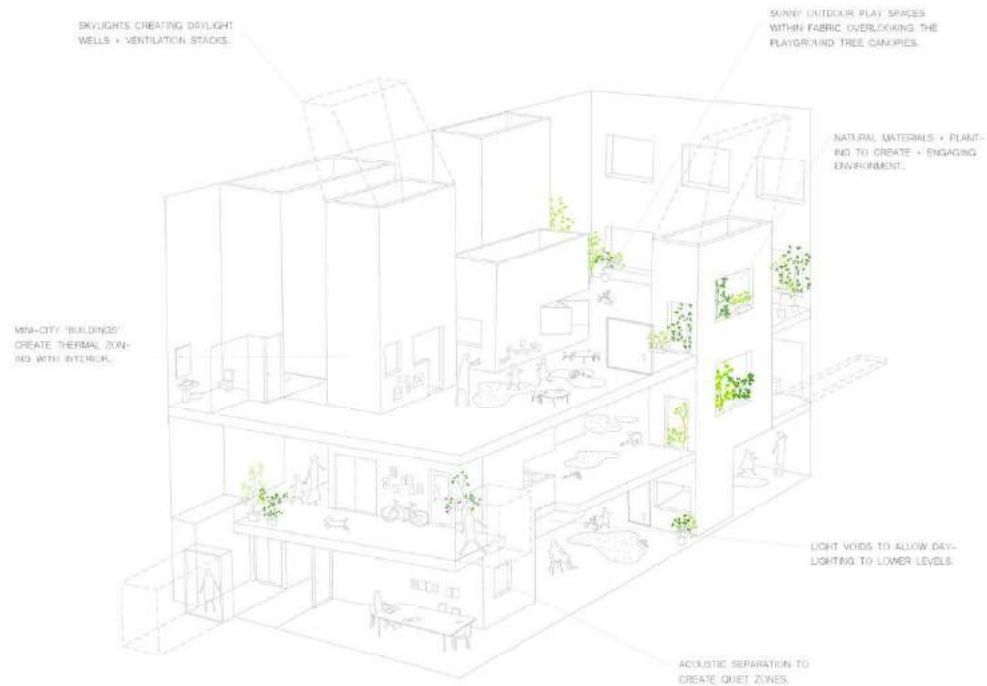 SKYLIGHTS CREATING DAYLIGHT
WELLS + VENTILATION STACKS.
SUNNY OUTDOOR PLAY SPACES
WITHIN FABRIC OVERLOOKING THE
PLAYGROUND TREE CANOPIES.
NATURAL MATERIALS + PLANT-
ING TO CREATE + ENGAGING
ENVIRONMENT.
MINI-CITY 'BUILDINGS'
CREATE THERMAL ZON-
ING WITH INTERIOR.
LIGHT VOIDS TO ALLOW DAY-
LIGHTING TO LOWER LEVELS.
ACOUSTIC SEPARATION TO
CREATE QUIET ZONES.